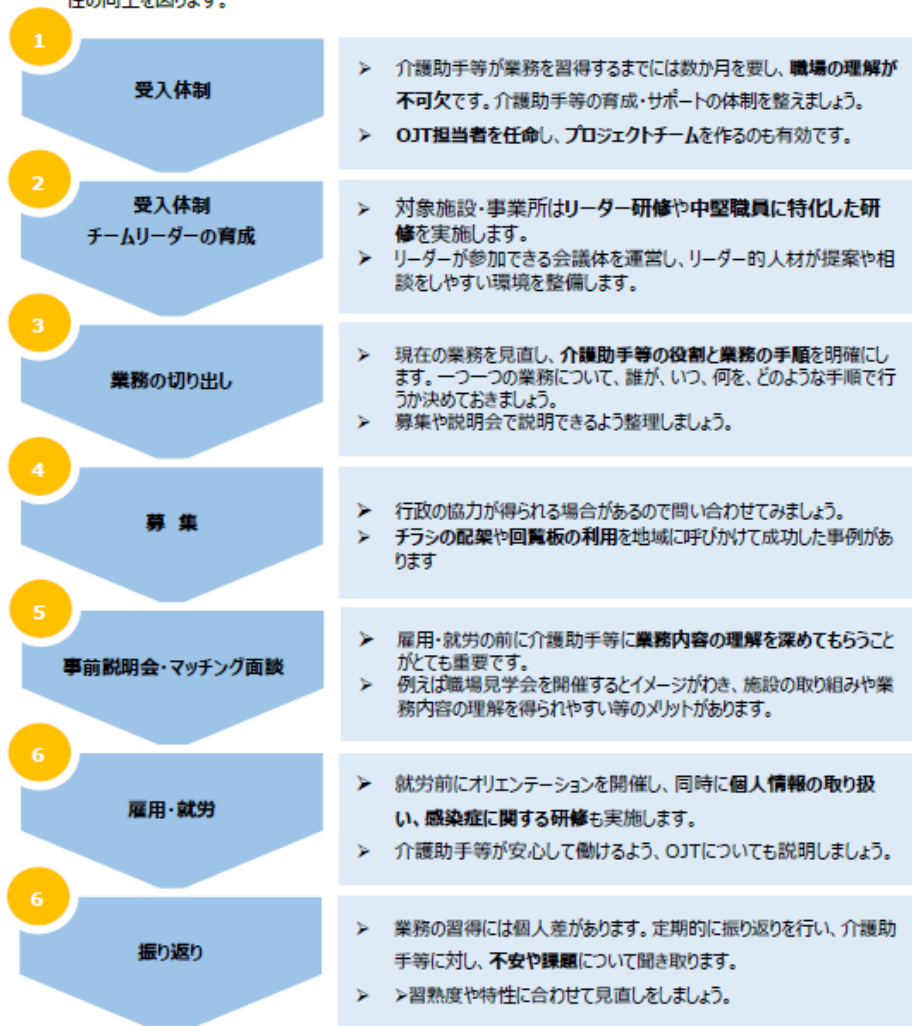 性の向上を図ります。
1
受入体制
➢ 介護助手等が業務を習得するまでには数か月を要し、職場の理解が
不可欠です。介護助手等の育成・サポートの体制を整えましょう。
➢ OJT担当者を任命し、プロジェクトチームを作るのも有効です。
2
受入体制
チームリーダーの育成
➢ 対象施設・事業所はリーダー研修や中堅職員に特化した研
修を実施します。
➢ リーダーが参加できる会議体を運営し、リーダー的人材が提案や相
談をしやすい環境を整備します。
3
業務の切り出し
➢ 現在の業務を見直し、介護助手等の役割と業務の手順を明確にし
ます。一つ一つの業務について、誰が、いつ、何を、どのような手順で行
うか決めておきましょう。
➢ 募集や説明会で説明できるよう整理しましょう。
4
募 集
➢ 行政の協力が得られる場合があるので問い合わせてみましょう。
➢ チラシの配架や回覧板の利用を地域に呼びかけて成功した事例があ
ります
5
事前説明会・マッチング面談
➢ 雇用・就労の前に介護助手等に業務内容の理解を深めてもらうこと
がとても重要です。
➢ 例えば職場見学会を開催するとイメージがわき、施設の取り組みや業
務内容の理解を得られやすい等のメリットがあります。
6
雇用・就労
➢ 就労前にオリエンテーションを開催し、同時に個人情報の取り扱
い、感染症に関する研修も実施します。
➢ 介護助手等が安心して働けるよう、OJTについても説明しましょう。
6
振り返り
➢ 業務の習得には個人差があります。定期的に振り返りを行い、介護助
手等に対し、不安や課題について聞き取ります。
➢ ➢習熟度や特性に合わせて見直しをしましょう。